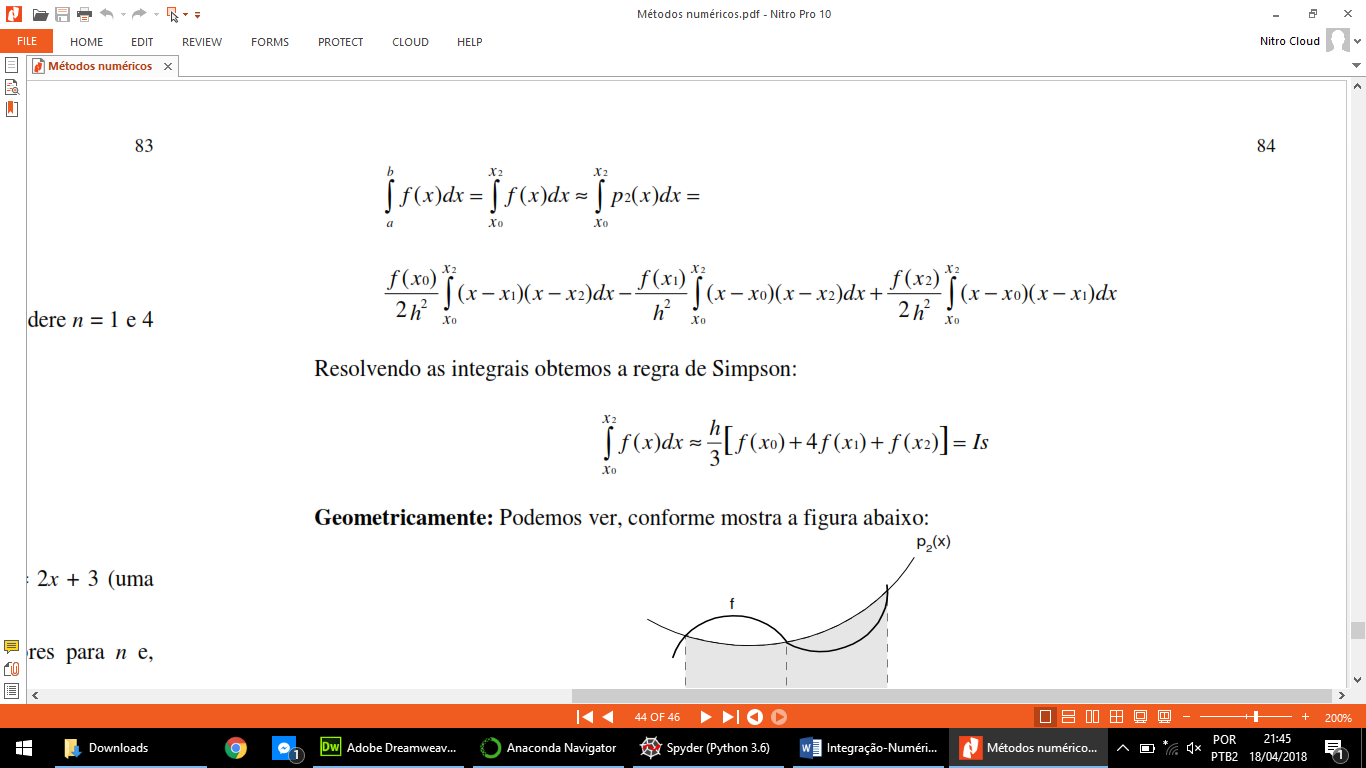 Métodos numéricos.pdf - Nitro Pro 10
FILE HOME EDIT REVIEW FORMS PROTECT CLOUD HELP Nitro Cloud
Métodos numéricos
83
dere n = 1 e 4
= 2x + 3 (uma
res para n e,
84
∫_a^b f(x)dx = ∫_{x0}^{x2} f(x)dx ≈ ∫_{x0}^{x2} p2(x)dx =
f(x0)/2h² ∫_{x0}^{x2} (x − x1)(x − x2)dx − f(x1)/h² ∫_{x0}^{x2} (x − x0)(x − x2)dx + f(x2)/2h² ∫_{x0}^{x2} (x − x0)(x − x1)dx
Resolvendo as integrais obtemos a regra de Simpson:
∫_{x0}^{x2} f(x)dx ≈ h/3 [f(x0) + 4f(x1) + f(x2)] = Is
Geometricamente: Podemos ver, conforme mostra a figura abaixo:
p2(x)
f
44 OF 46
200%
Downloads 1 Dw Adobe Dreamweav... Anaconda Navigator Spyder (Python 3.6) Integração-Numéri... Métodos numérico... POR 21:45
PTB2 18/04/2018 1